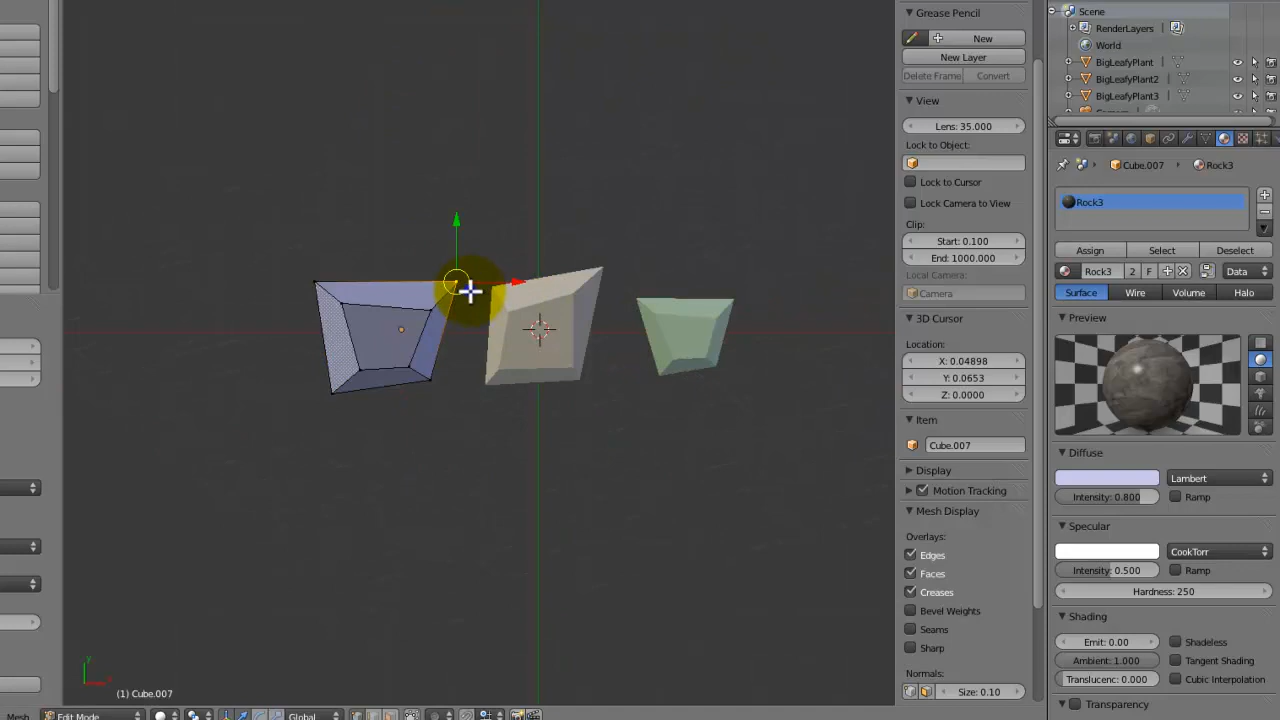 Grease Pencil
New
New Layer
Delete Frame Convert
View
Lens: 35.000
Lock to Object:
Lock to Cursor
Lock Camera to View
Clip:
Start: 0.100
End: 1000.000
Local Camera:
Camera
3D Cursor
Location:
X: 0.04898
Y: 0.0653
Z: 0.0000
Item
Cube.007
Display
Motion Tracking
Mesh Display
Overlays:
Edges
Faces
Creases
Bevel Weights
Seams
Sharp
Normals:
Size: 0.10
Scene
RenderLayers
World
BigLeafyPlant
BigLeafyPlant2
BigLeafyPlant3
Cube.007 Rock3
Rock3
Assign Select Deselect
Rock3 2 F Data
Surface Wire Volume Halo
Preview
Diffuse
Lambert
Intensity: 0.800 Ramp
Specular
CookTorr
Intensity: 0.500 Ramp
Hardness: 250
Shading
Emit: 0.00 Shadeless
Ambient: 1.000 Tangent Shading
Translucenc: 0.000 Cubic Interpolation
Transparency
y
x
(1) Cube.007
Mesh Edit Mode Global